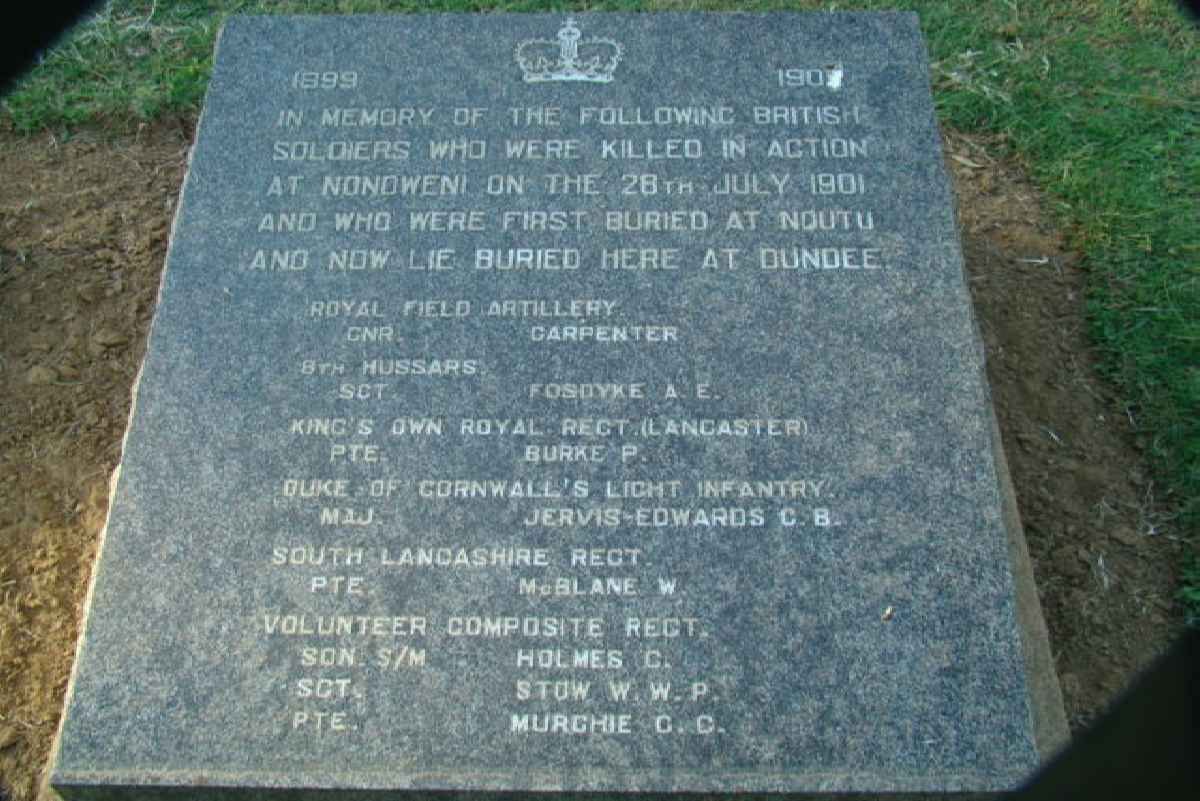 1899 1902
IN MEMORY OF THE FOLLOWING BRITISH
SOLDIERS WHO WERE KILLED IN ACTION
AT NONDWENI ON THE 28TH JULY 1901
AND WHO WERE FIRST BURIED AT NQUTU
AND NOW LIE BURIED HERE AT DUNDEE
ROYAL FIELD ARTILLERY.
GNR. CARPENTER
8TH HUSSARS.
SGT. FOSDYKE A. E.
KING'S OWN ROYAL REGT.(LANCASTER)
PTE. BURKE P.
DUKE OF CORNWALL'S LIGHT INFANTRY.
MAJ. JERVIS-EDWARDS C. B.
SOUTH LANCASHIRE REGT.
PTE. McBLANE W.
VOLUNTEER COMPOSITE REGT.
SQN. S/M HOLMES
SGT. STOW W. W. P.
PTE. MURCHIE